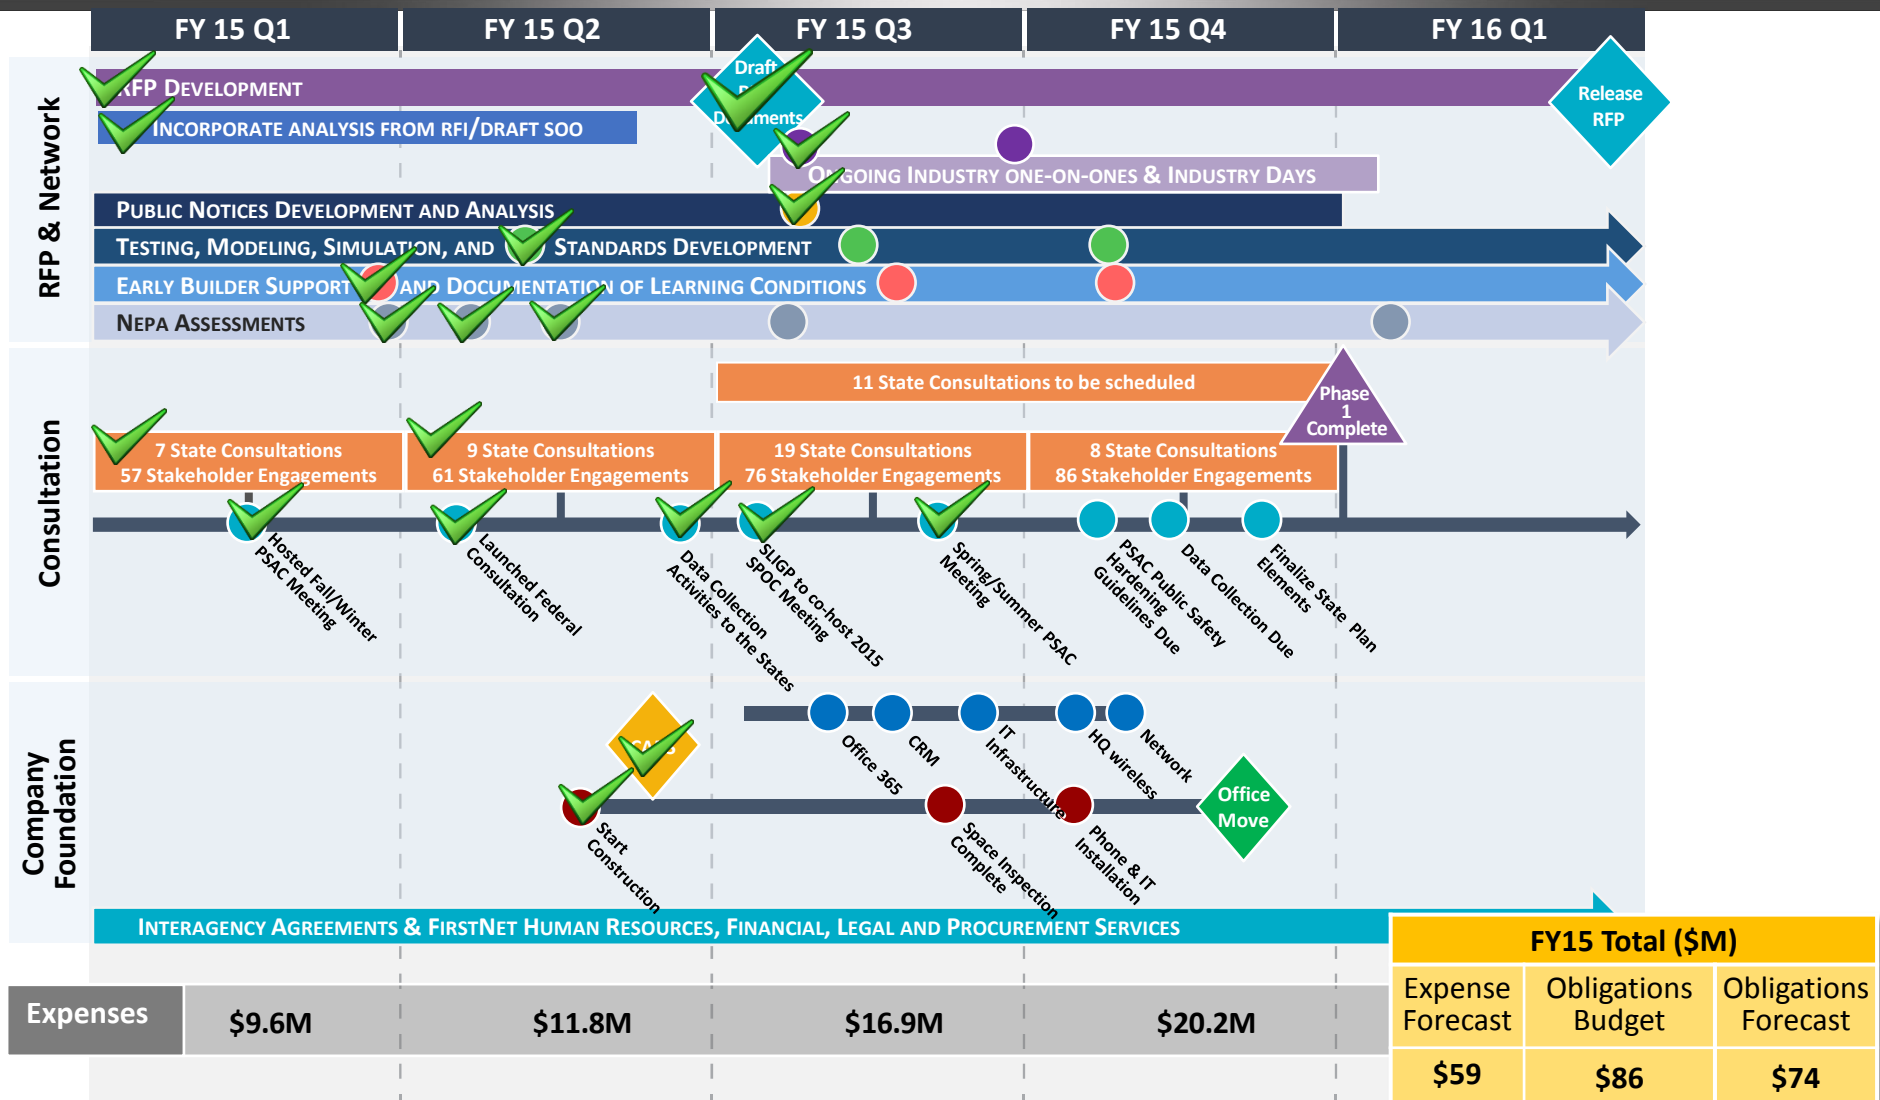 FY 15 Q1
FY 15 Q2
FY 15 Q3
FY 15 Q4
FY 16 Q1
RFP & Network
RFP DEVELOPMENT
Draft
Documents
Release
RFP
INCORPORATE ANALYSIS FROM RFI/DRAFT SOO
ONGOING INDUSTRY ONE-ON-ONES & INDUSTRY DAYS
PUBLIC NOTICES DEVELOPMENT AND ANALYSIS
TESTING, MODELING, SIMULATION, AND STANDARDS DEVELOPMENT
EARLY BUILDER SUPPORT AND DOCUMENTATION OF LEARNING CONDITIONS
NEPA ASSESSMENTS
Consultation
11 State Consultations to be scheduled
Phase
1
Complete
7 State Consultations
57 Stakeholder Engagements
9 State Consultations
61 Stakeholder Engagements
19 State Consultations
76 Stakeholder Engagements
8 State Consultations
86 Stakeholder Engagements
Hosted Fall/Winter
PSAC Meeting
Launched Federal
Consultation
Data Collection
Activities to the States
SLIGP to co-host 2015
SPOC Meeting
Spring/Summer PSAC
Meeting
PSAC Public Safety
Hardening
Guidelines Due
Data Collection Due
Finalize State Plan
Elements
Company
Foundation
Office 365
CRM
IT
Infrastructure
HQ wireless
Network
Start
Construction
Space Inspection
Complete
Phone & IT
Installation
Office
Move
INTERAGENCY AGREEMENTS & FIRSTNET HUMAN RESOURCES, FINANCIAL, LEGAL AND PROCUREMENT SERVICES
Expenses
$9.6M
$11.8M
$16.9M
$20.2M
FY15 Total ($M)
Expense
Forecast
Obligations
Budget
Obligations
Forecast
$59
$86
$74